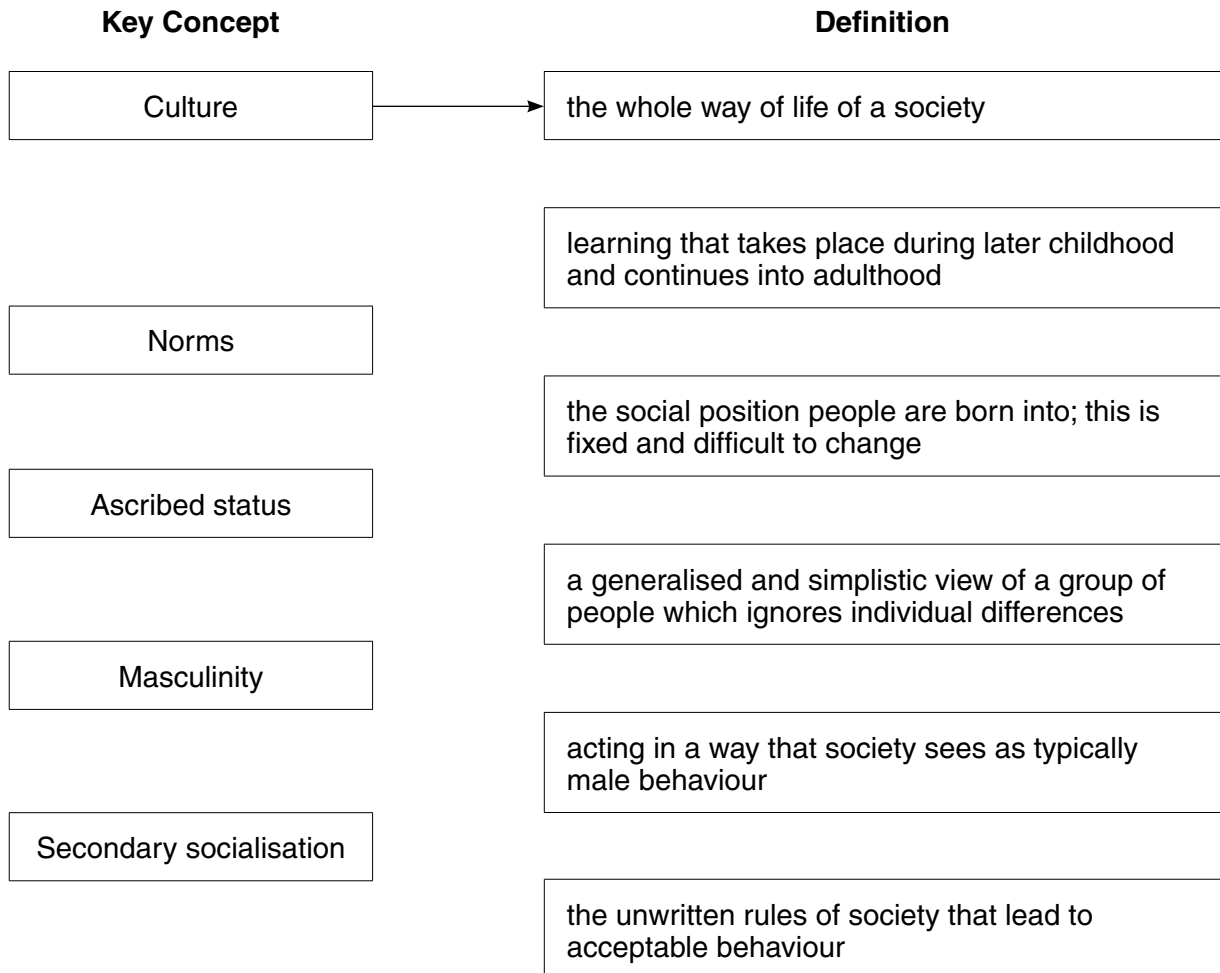 Key Concept
Definition
Culture
the whole way of life of a society
learning that takes place during later childhood
and continues into adulthood
Norms
the social position people are born into; this is
fixed and difficult to change
Ascribed status
a generalised and simplistic view of a group of
people which ignores individual differences
Masculinity
acting in a way that society sees as typically
male behaviour
Secondary socialisation
the unwritten rules of society that lead to
acceptable behaviour